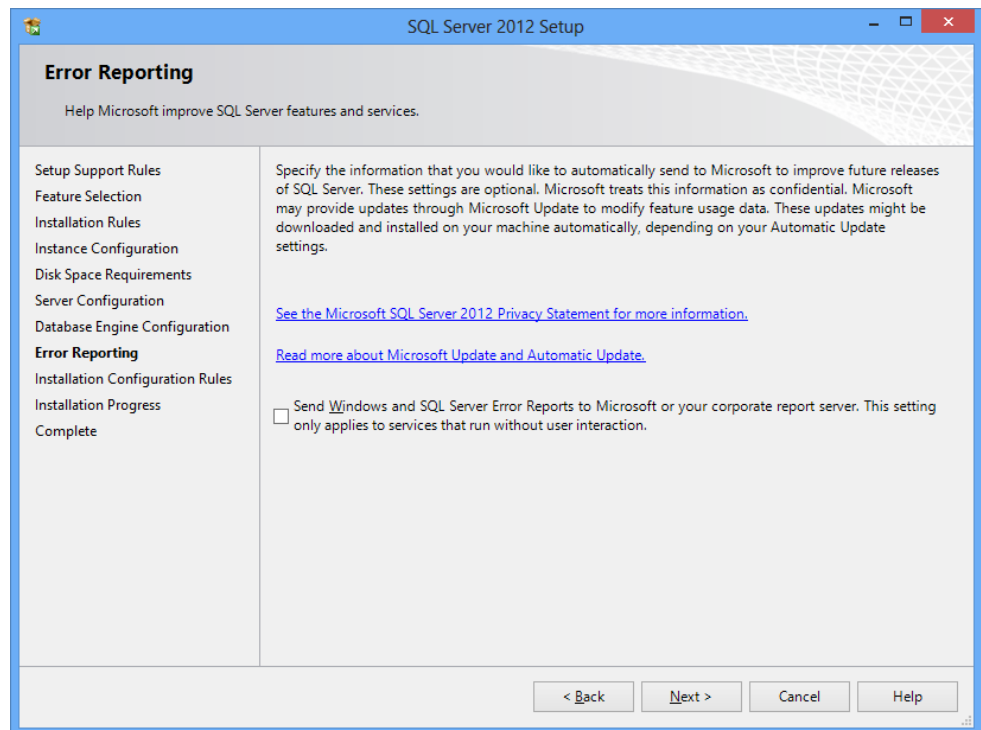 SQL Server 2012 Setup
Error Reporting
Help Microsoft improve SQL Server features and services.
Setup Support Rules
Feature Selection
Installation Rules
Instance Configuration
Disk Space Requirements
Server Configuration
Database Engine Configuration
Error Reporting
Installation Configuration Rules
Installation Progress
Complete
Specify the information that you would like to automatically send to Microsoft to improve future releases
of SQL Server. These settings are optional. Microsoft treats this information as confidential. Microsoft
may provide updates through Microsoft Update to modify feature usage data. These updates might be
downloaded and installed on your machine automatically, depending on your Automatic Update
settings.
See the Microsoft SQL Server 2012 Privacy Statement for more information.
Read more about Microsoft Update and Automatic Update.
Send Windows and SQL Server Error Reports to Microsoft or your corporate report server. This setting
only applies to services that run without user interaction.
< Back
Next >
Cancel
Help